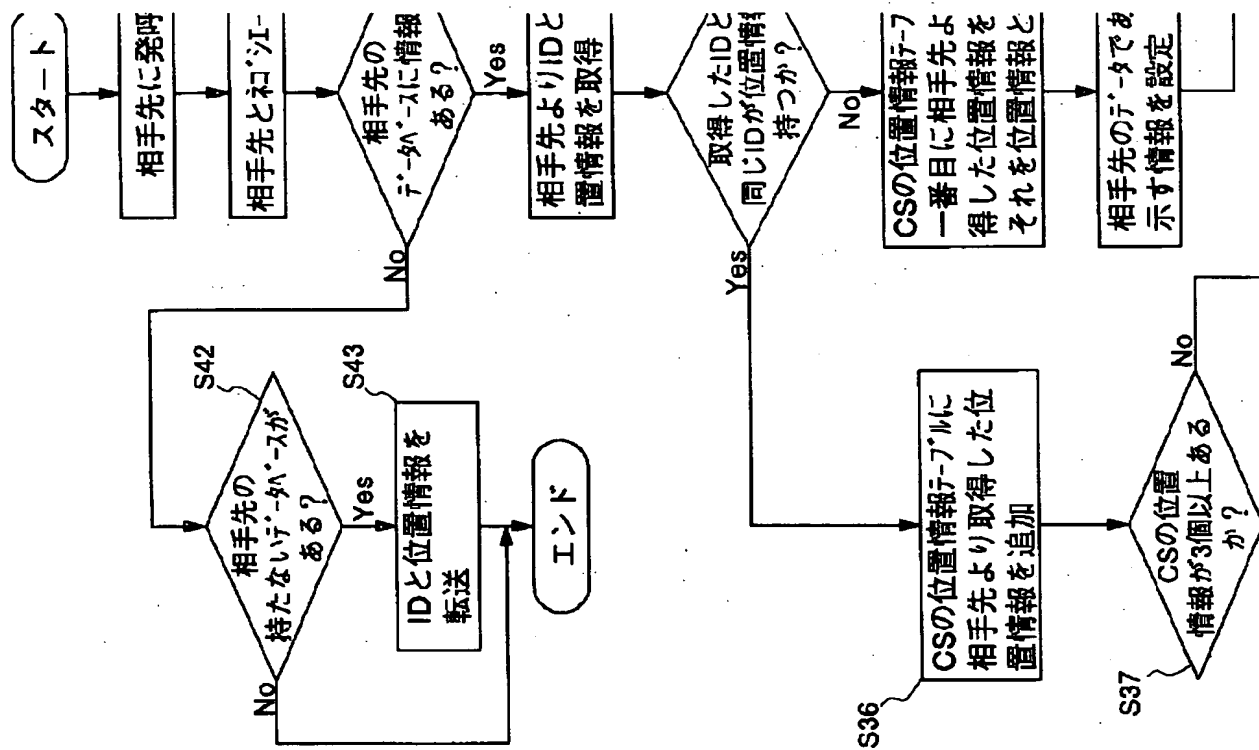 スタート
相手先に発呼
相手先とネゴシエー
相手先の
データベースに情報
ある?
Yes
No
相手先よりIDと
置情報を取得
取得したIDと
同じIDが位置情報
持つか?
No
Yes
CSの位置情報テーブ
一番目に相手先よ
得した位置情報を
それを位置情報と
相手先のデータであ
示す情報を設定
S42
相手先の
持たないデータベースが
ある?
Yes
No
S43
IDと位置情報を
転送
エンド
S36
CSの位置情報テーブルに
相手先より取得した位
置情報を追加
S37
CSの位置
情報が3個以上ある
か?
No